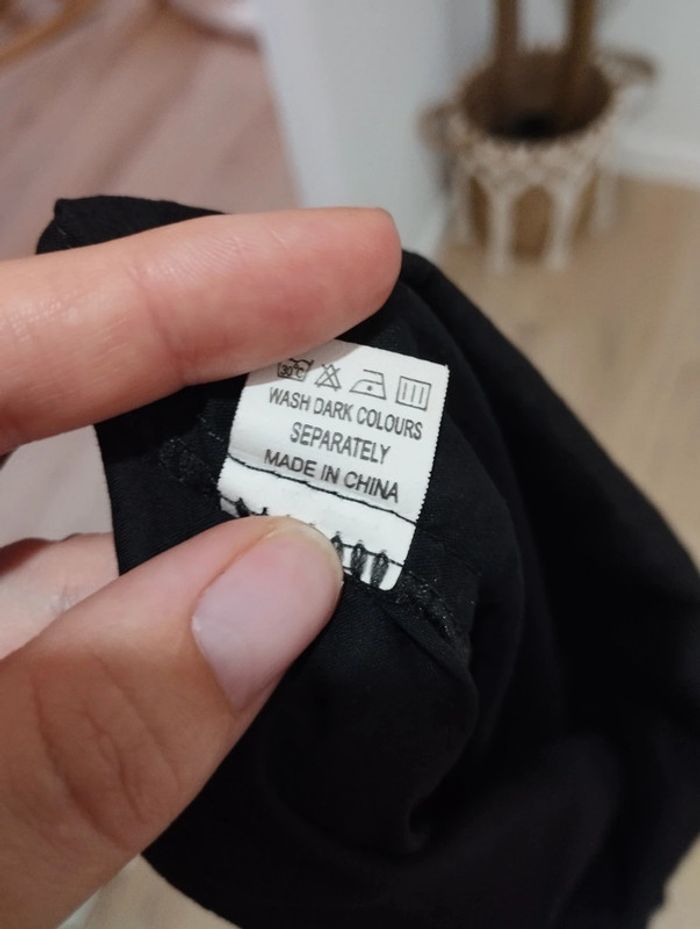 30°C
WASH DARK COLOURS
SEPARATELY
MADE IN CHINA